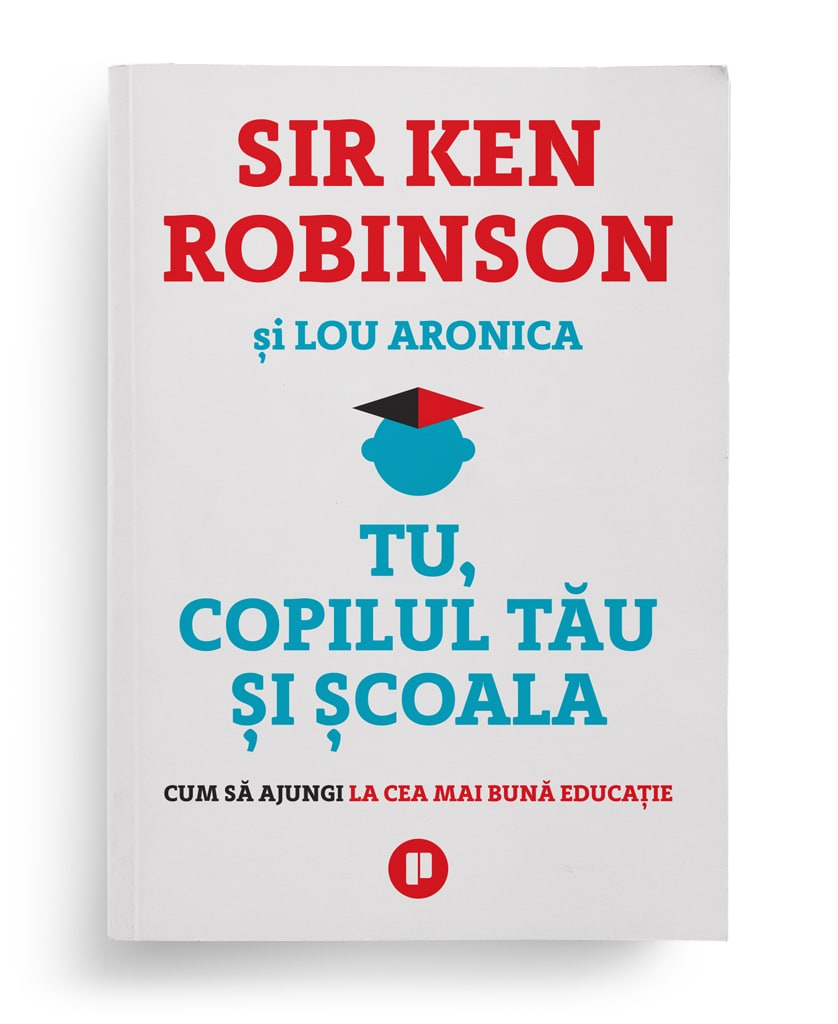 SIR KEN
ROBINSON
și LOU ARONICA
TU,
COPILUL TĂU
ȘI ȘCOALA
CUM SĂ AJUNGI LA CEA MAI BUNĂ EDUCAȚIE